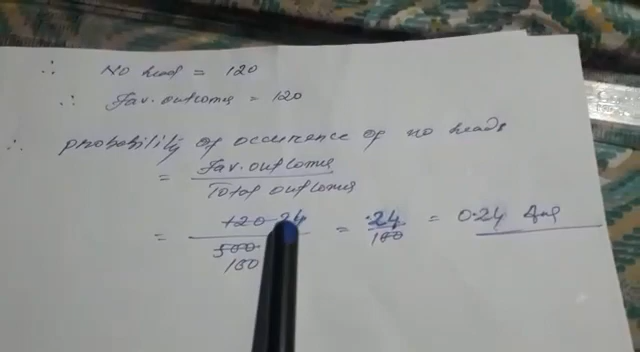 ∴ No head = 120
∴ Fav. outcomes = 120
∴ probability of occurence of no heads
= Fav. outcomes / Total outcomes
= 120 24 / 500 100 = .24 / 100 = 0.24 Ans